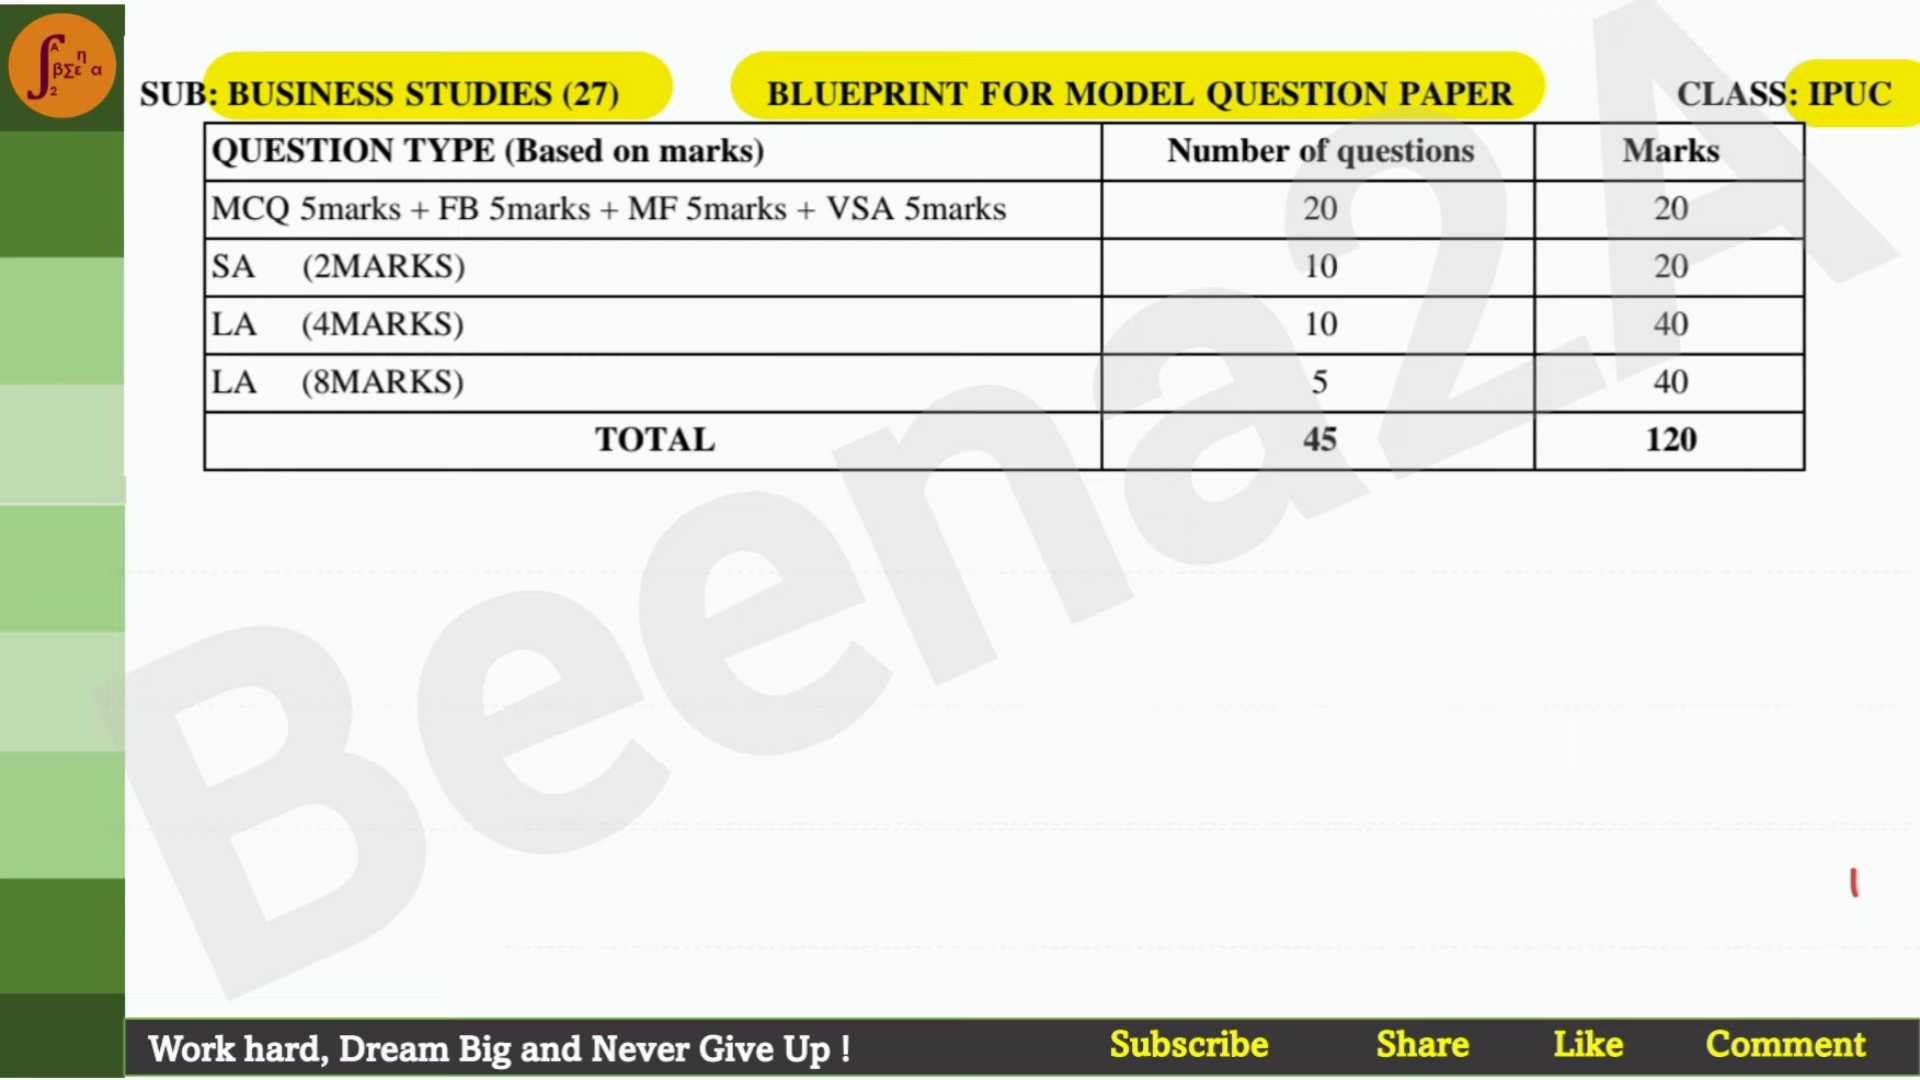 SUB: BUSINESS STUDIES (27) BLUEPRINT FOR MODEL QUESTION PAPER CLASS: IPUC
QUESTION TYPE (Based on marks) Number of questions Marks
MCQ 5marks + FB 5marks + MF 5marks + VSA 5marks 20 20
SA (2MARKS) 10 20
LA (4MARKS) 10 40
LA (8MARKS) 5 40
TOTAL 45 120
Beena2A
Work hard, Dream Big and Never Give Up ! Subscribe Share Like Comment